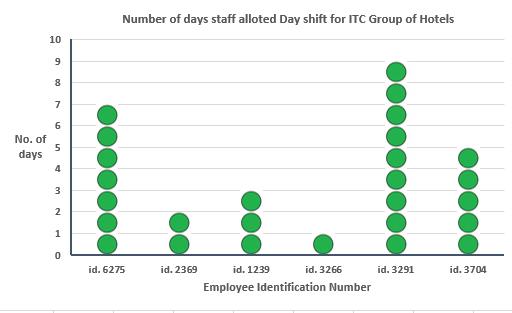 Number of days staff alloted Day shift for ITC Group of Hotels
10
9
8
7
6
5
4
3
2
1
0
No. of
days
id. 6275 id. 2369 id. 1239 id. 3266 id. 3291 id. 3704
Employee Identification Number